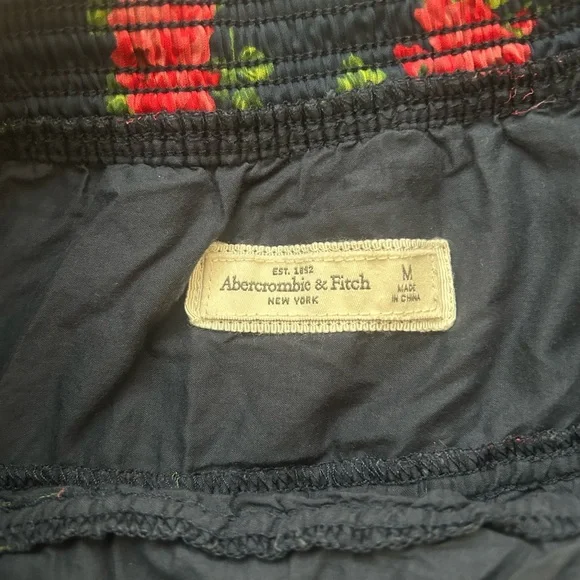 EST. 1892
Abercrombie & Fitch
NEW YORK
M
MADE
IN CHINA